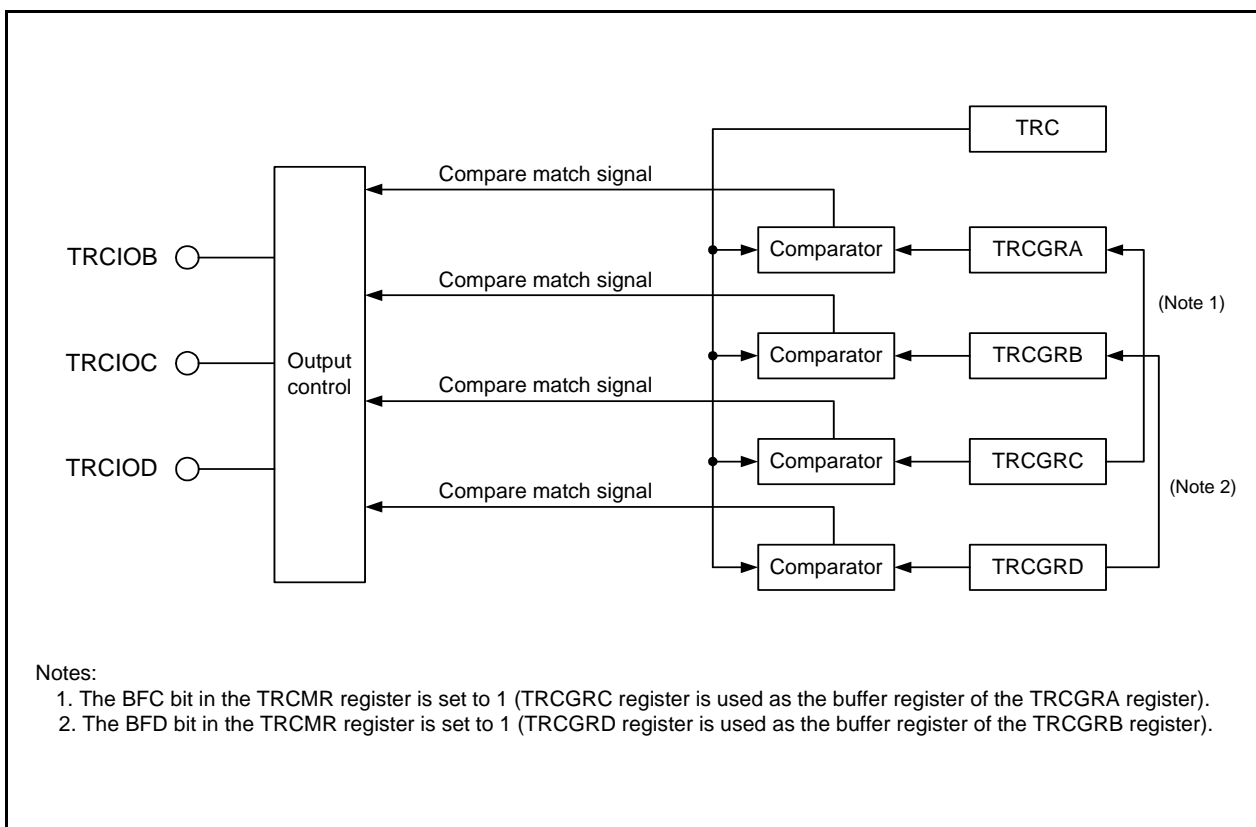 TRC
Compare match signal
Comparator
TRCGRA
TRCIOB
Compare match signal
(Note 1)
Comparator
TRCGRB
TRCIOC
Output
control
Compare match signal
Comparator
TRCGRC
TRCIOD
(Note 2)
Compare match signal
Comparator
TRCGRD
Notes:
1. The BFC bit in the TRCMR register is set to 1 (TRCGRC register is used as the buffer register of the TRCGRA register).
2. The BFD bit in the TRCMR register is set to 1 (TRCGRD register is used as the buffer register of the TRCGRB register).